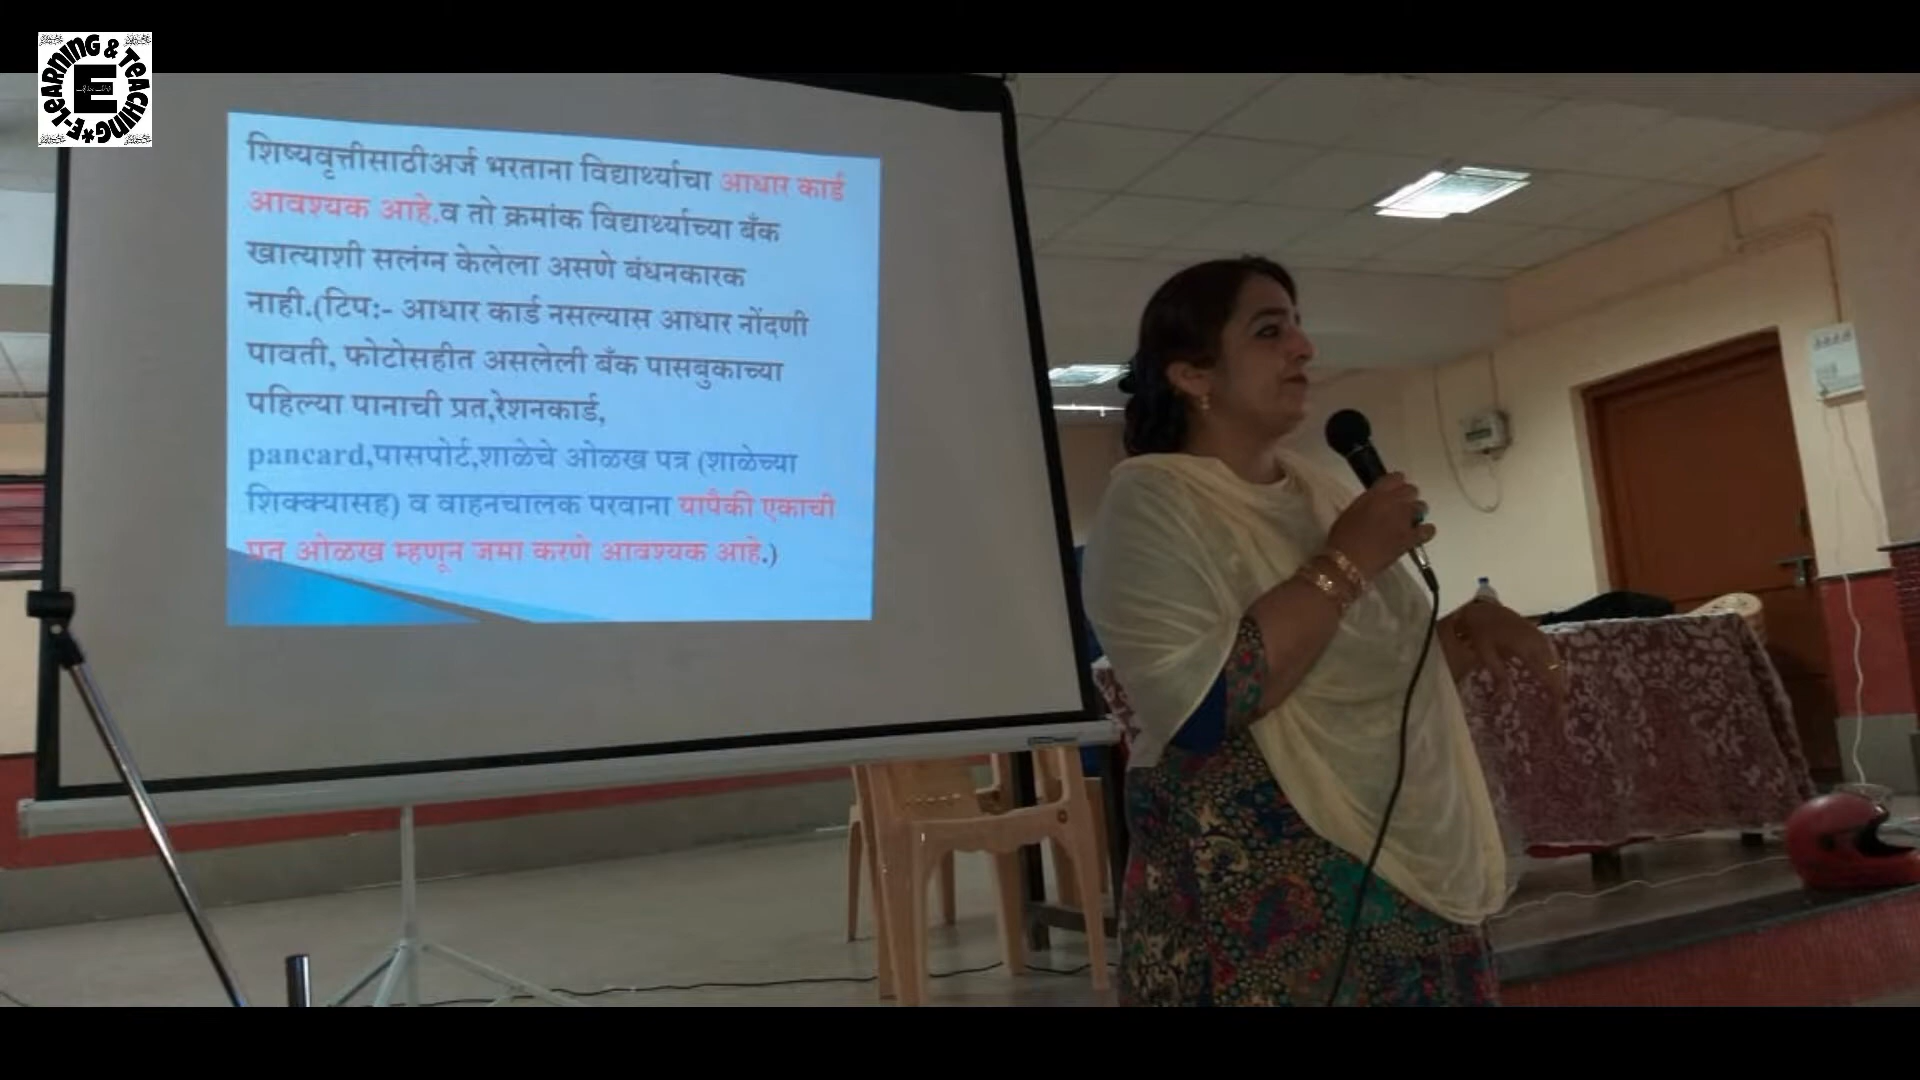 E-LeARNING & TeACHING*
E
शिष्यवृत्तीसाठीअर्ज भरताना विद्यार्थ्याचा आधार कार्ड
आवश्यक आहे.व तो क्रमांक विद्यार्थ्याच्या बँक
खात्याशी सलंग्न केलेला असणे बंधनकारक
नाही.(टिपः- आधार कार्ड नसल्यास आधार नोंदणी
पावती, फोटोसहीत असलेली बँक पासबुकाच्या
पहिल्या पानाची प्रत,रेशनकार्ड,
pancard,पासपोर्ट,शाळेचे ओळख पत्र (शाळेच्या
शिक्क्यासह) व वाहनचालक परवाना यापैकी एकाची
प्रत ओळख म्हणून जमा करणे आवश्यक आहे.)